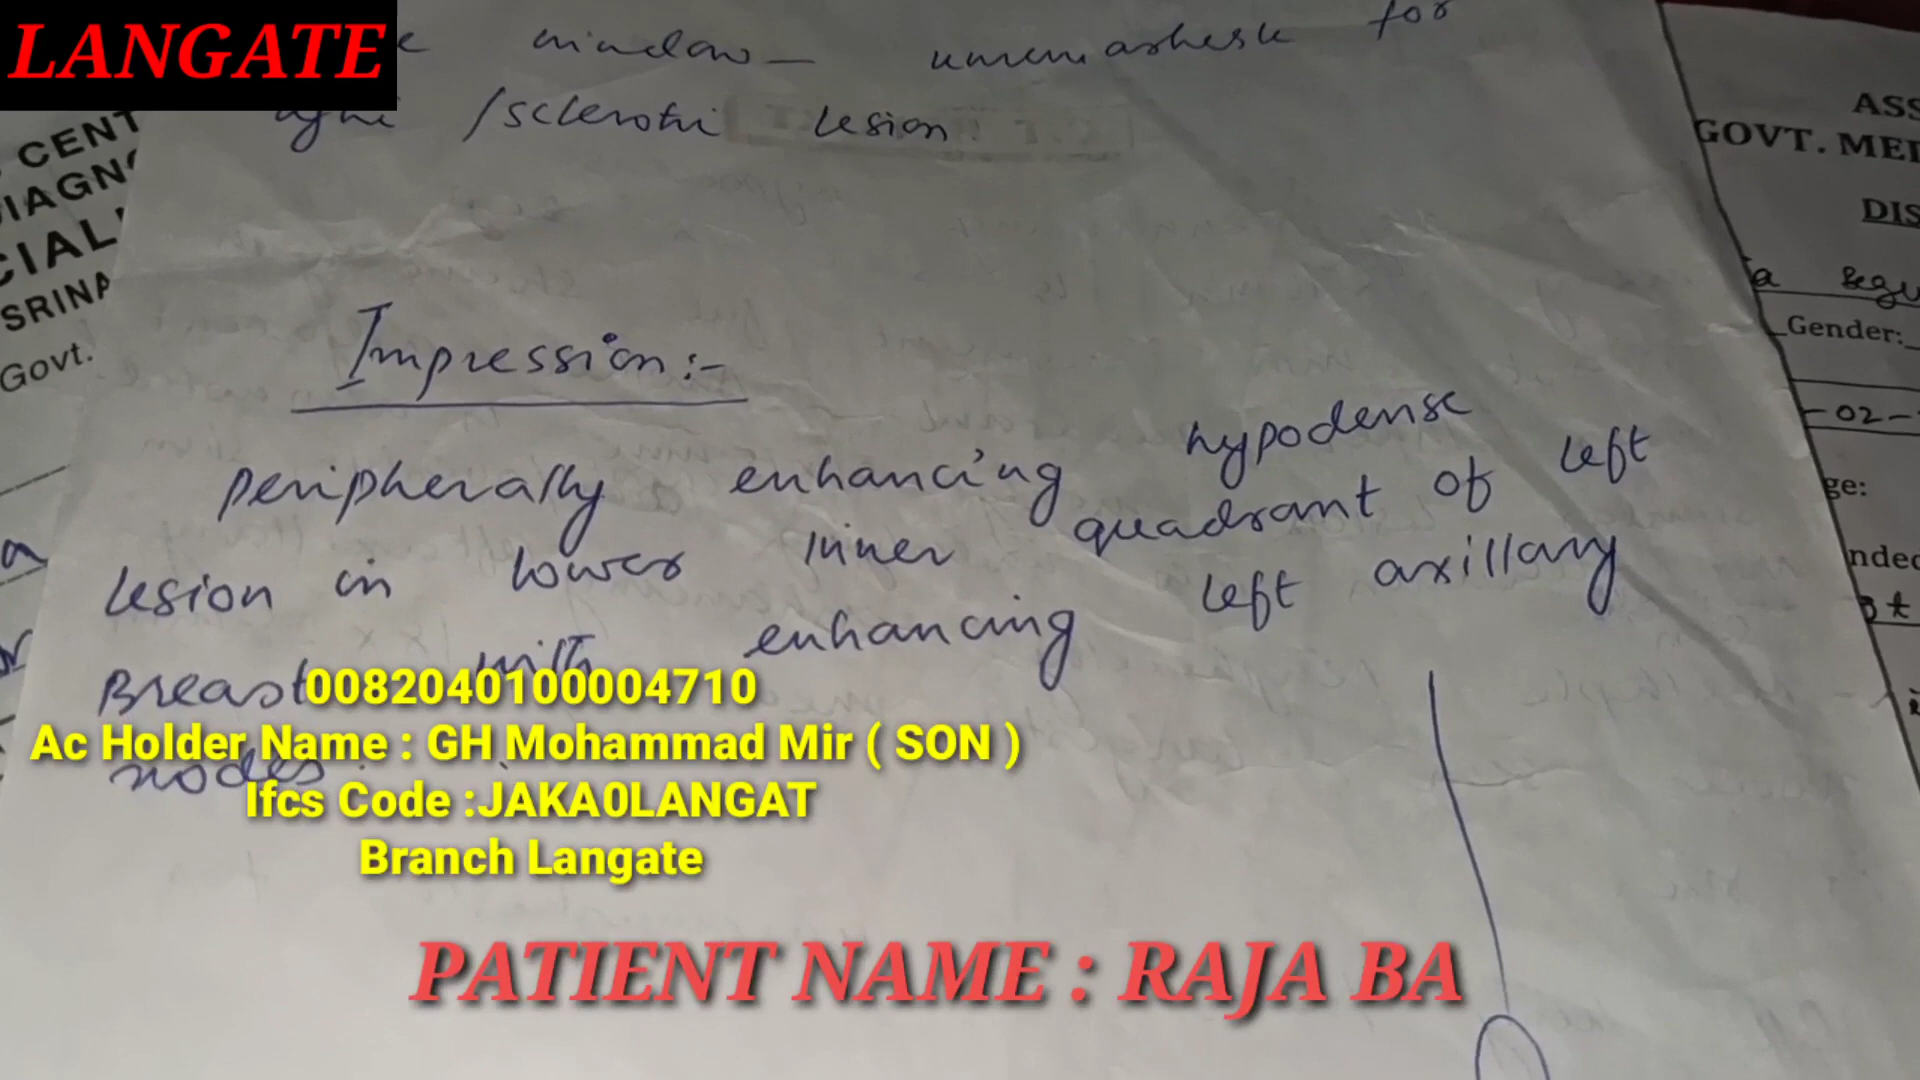 LANGATE
window — unremarkable for
/sclerotic lesion.
CENT
DIAGNO
CIAL
SRINA
Govt.
Impression:-
peripherally enhancing hypodense
lesion in lower inner quadrant of left
Breast with enhancing left axillary
nodes.
ASS
GOVT. MED
DIS
a Begu
Gender:
-02-
ge:
nded
0082040100004710
Ac Holder Name : GH Mohammad Mir ( SON )
Ifcs Code :JAKA0LANGAT
Branch Langate
PATIENT NAME : RAJA BA